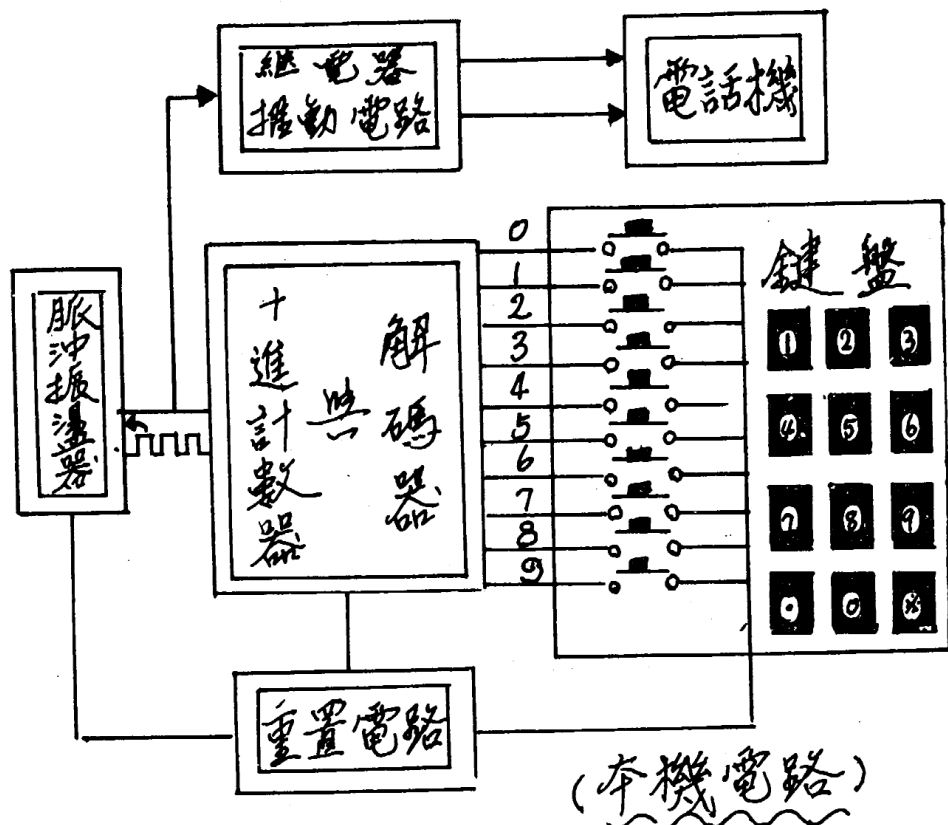 繼電器
推動電路
電話機
脈沖振盪器
十進計數器
與
解碼器
0
1
2
3
4
5
6
7
8
9
鍵盤
1 2 3
4 5 6
7 8 9
• 0 ※
重置電路
(本機電路)